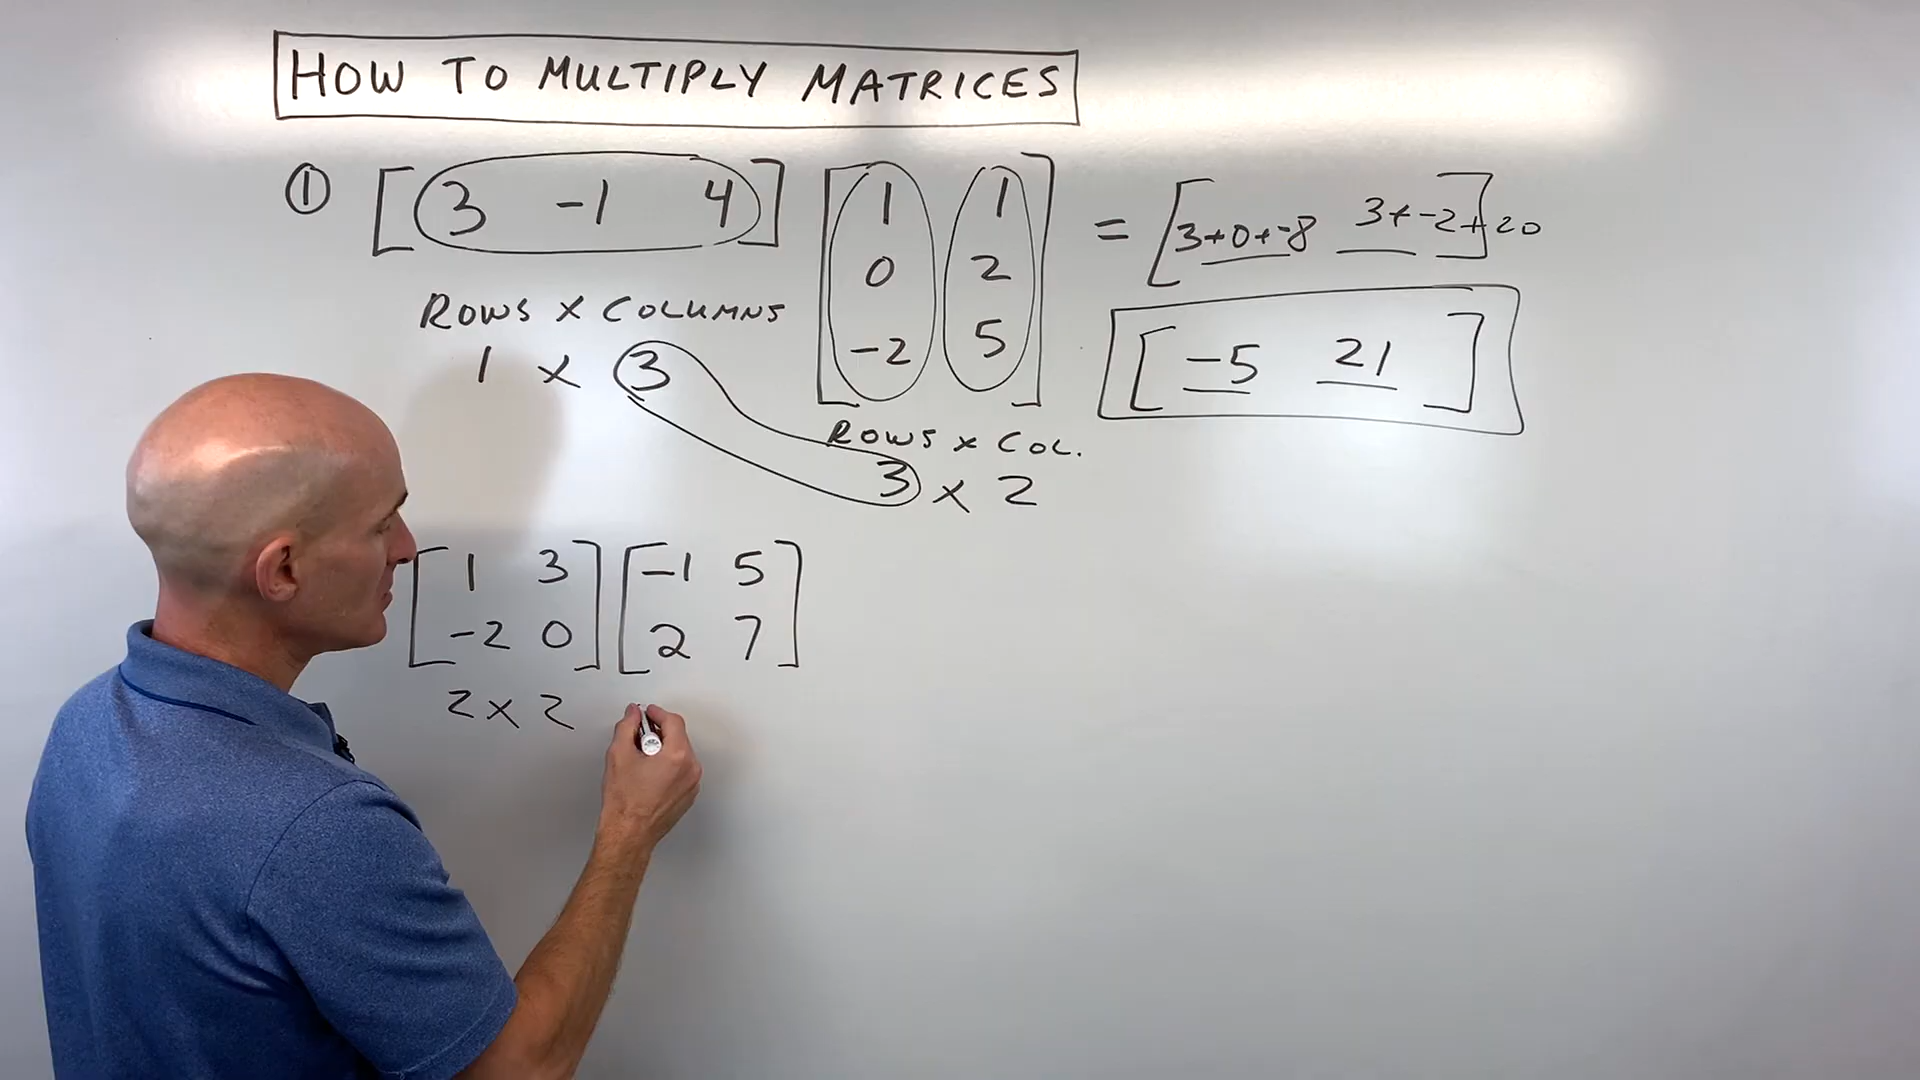 HOW TO MULTIPLY MATRICES
① [3 -1 4] [1 1 = [3+0+-8 3+-2+20]
0 2
-2 5]
ROWS X COLUMNS
1 x 3
[-5 21]
ROWS x COL.
3 x 2
[1 3 [-1 5
-2 0] 2 7]
2 x 2